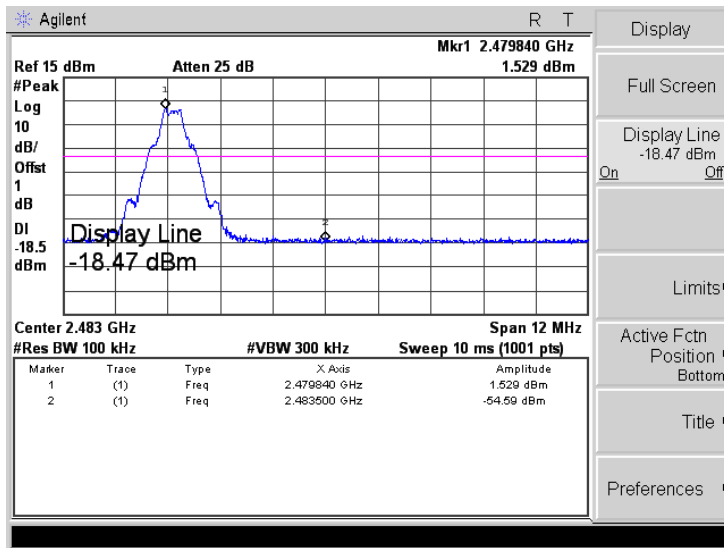 Agilent R T
Mkr1 2.479840 GHz
Ref 15 dBm Atten 25 dB 1.529 dBm
#Peak
Log
10
dB/
Offst
1
dB
DI
-18.5
dBm
1
2
Display Line
-18.47 dBm
Center 2.483 GHz Span 12 MHz
#Res BW 100 kHz #VBW 300 kHz Sweep 10 ms (1001 pts)
Marker Trace Type X Axis Amplitude
1 (1) Freq 2.479840 GHz 1.529 dBm
2 (1) Freq 2.483500 GHz -54.59 dBm
Display
Full Screen
Display Line
-18.47 dBm
On Off
Limits
Active Fctn
Position
Bottom
Title
Preferences